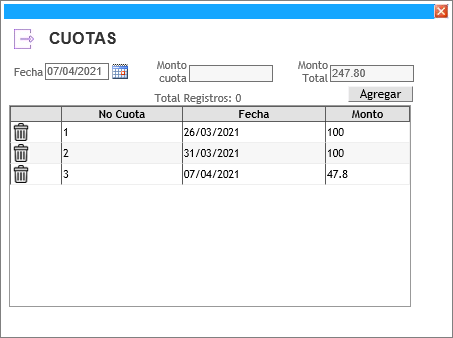 CUOTAS
Fecha 07/04/2021 Monto cuota Monto Total 247.80
Total Registros: 0 Agregar
No Cuota Fecha Monto
1 26/03/2021 100
2 31/03/2021 100
3 07/04/2021 47.8